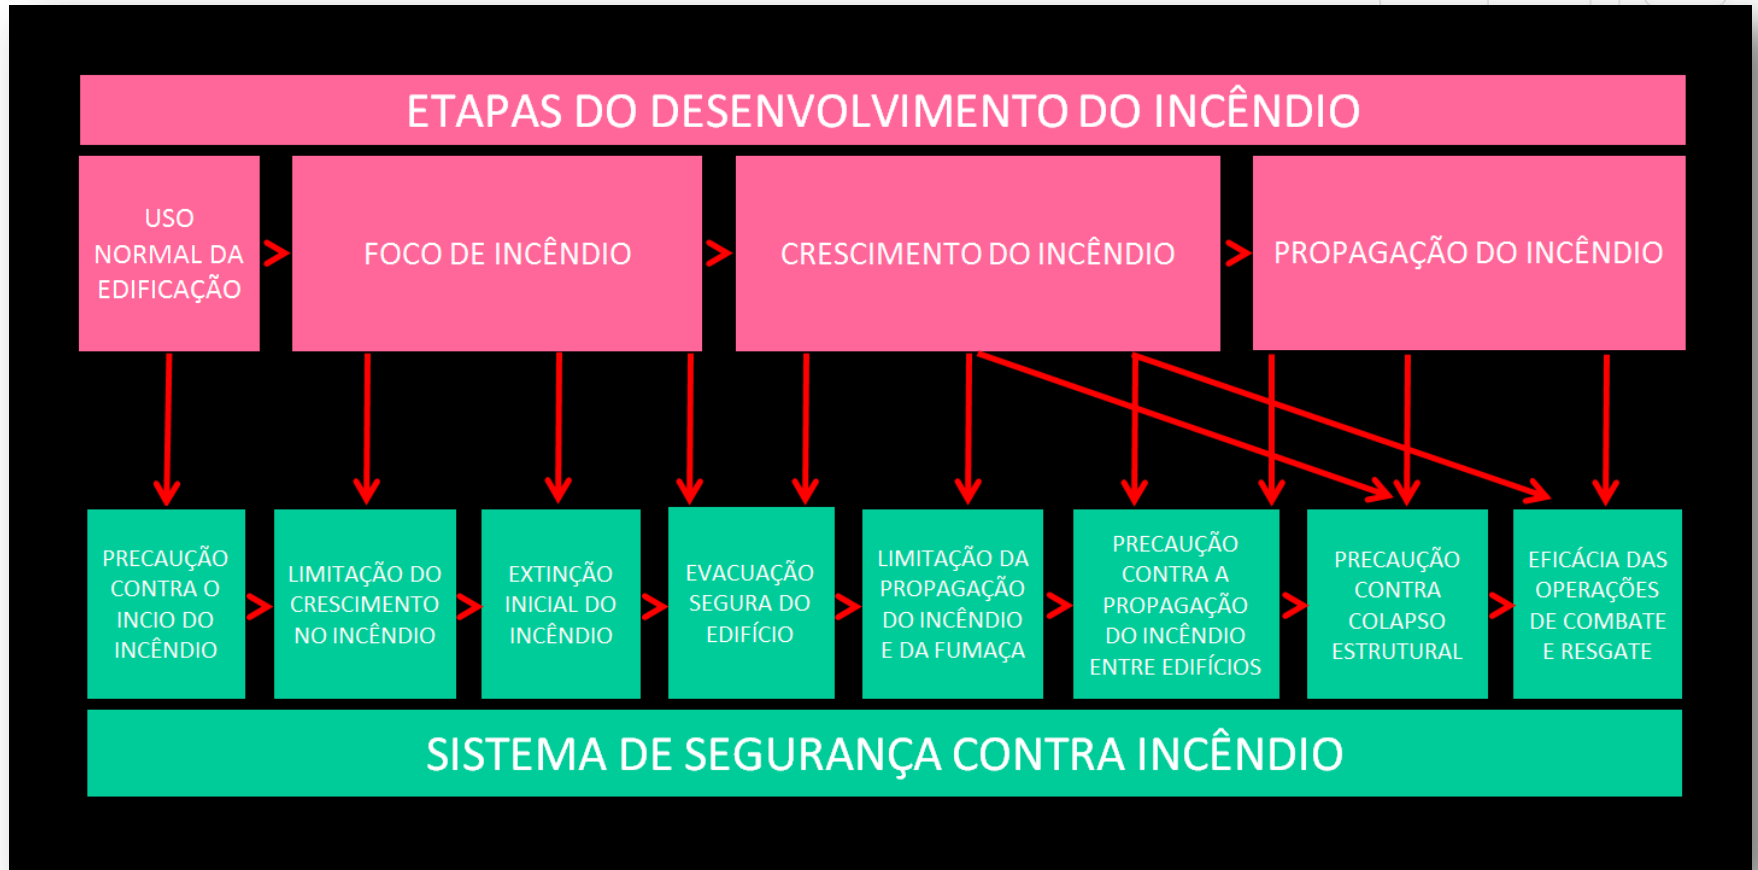 ETAPAS DO DESENVOLVIMENTO DO INCÊNDIO
USO
NORMAL DA
EDIFICAÇÃO
FOCO DE INCÊNDIO
CRESCIMENTO DO INCÊNDIO
PROPAGAÇÃO DO INCÊNDIO
PRECAUÇÃO
CONTRA O
INCIO DO
INCÊNDIO
LIMITAÇÃO DO
CRESCIMENTO
NO INCÊNDIO
EXTINÇÃO
INICIAL DO
INCÊNDIO
EVACUAÇÃO
SEGURA DO
EDIFÍCIO
LIMITAÇÃO DA
PROPAGAÇÃO
DO INCÊNDIO
E DA FUMAÇA
PRECAUÇÃO
CONTRA A
PROPAGAÇÃO
DO INCÊNDIO
ENTRE EDIFÍCIOS
PRECAUÇÃO
CONTRA
COLAPSO
ESTRUTURAL
EFICÁCIA DAS
OPERAÇÕES
DE COMBATE
E RESGATE
SISTEMA DE SEGURANÇA CONTRA INCÊNDIO